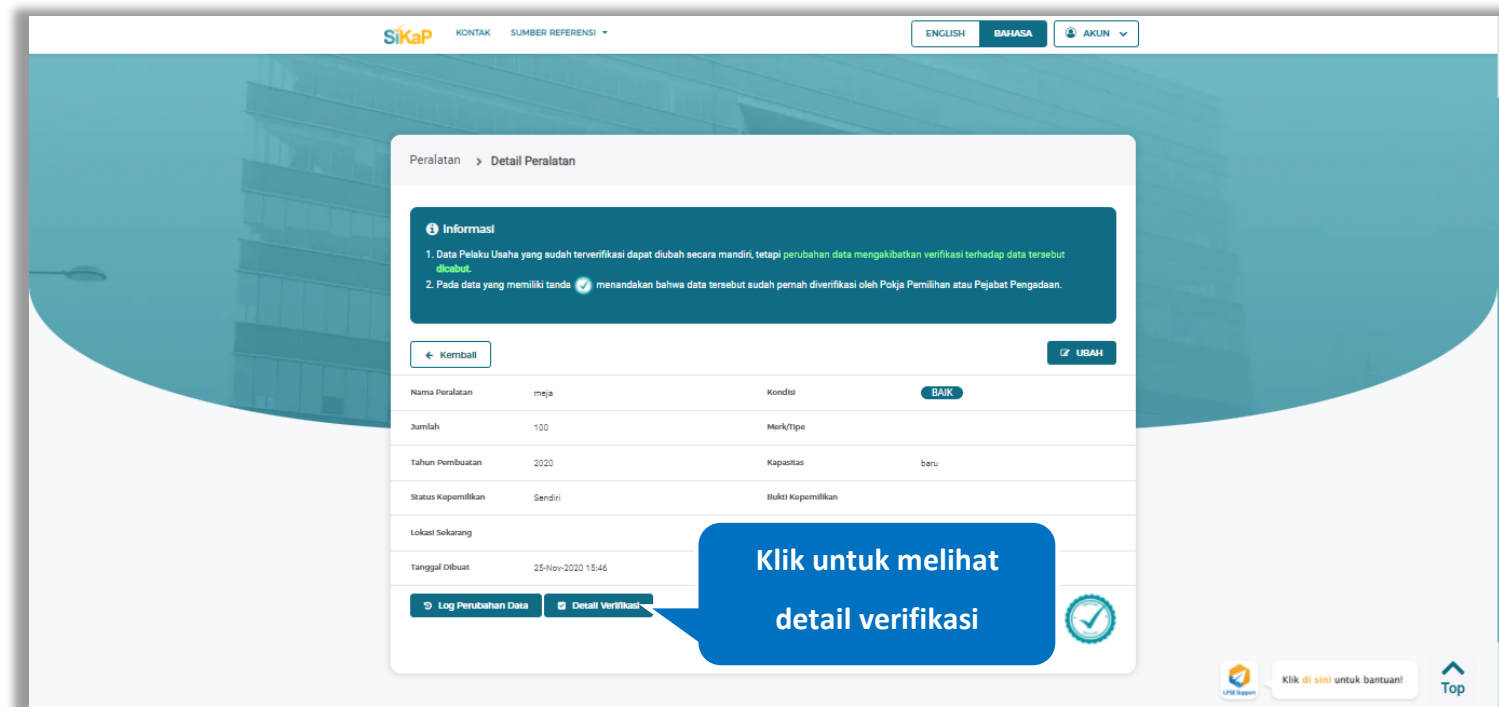 SiKaP KONTAK SUMBER REFERENSI ENGLISH BAHASA AKUN
Peralatan > Detail Peralatan
Informasi
1. Data Pelaku Usaha yang sudah terverifikasi dapat diubah secara mandiri, tetapi perubahan data mengakibatkan verifikasi terhadap data tersebut
dicabut.
2. Pada data yang memiliki tanda menandakan bahwa data tersebut sudah pernah diverifikasi oleh Pokja Pemilihan atau Pejabat Pengadaan.
Kembali UBAH
Nama Peralatan meja Kondisi BAIK
Jumlah 100 Merk/Tipe
Tahun Pembuatan 2020 Kapasitas baru
Status Kepemilikan Sendiri Bukti Kepemilikan
Lokasi Sekarang
Tanggal Dibuat 25-Nov-2020 15:46
Klik untuk melihat
detail verifikasi
Log Perubahan Data Detail Verifikasi
LPSE Support Klik di sini untuk bantuan! Top